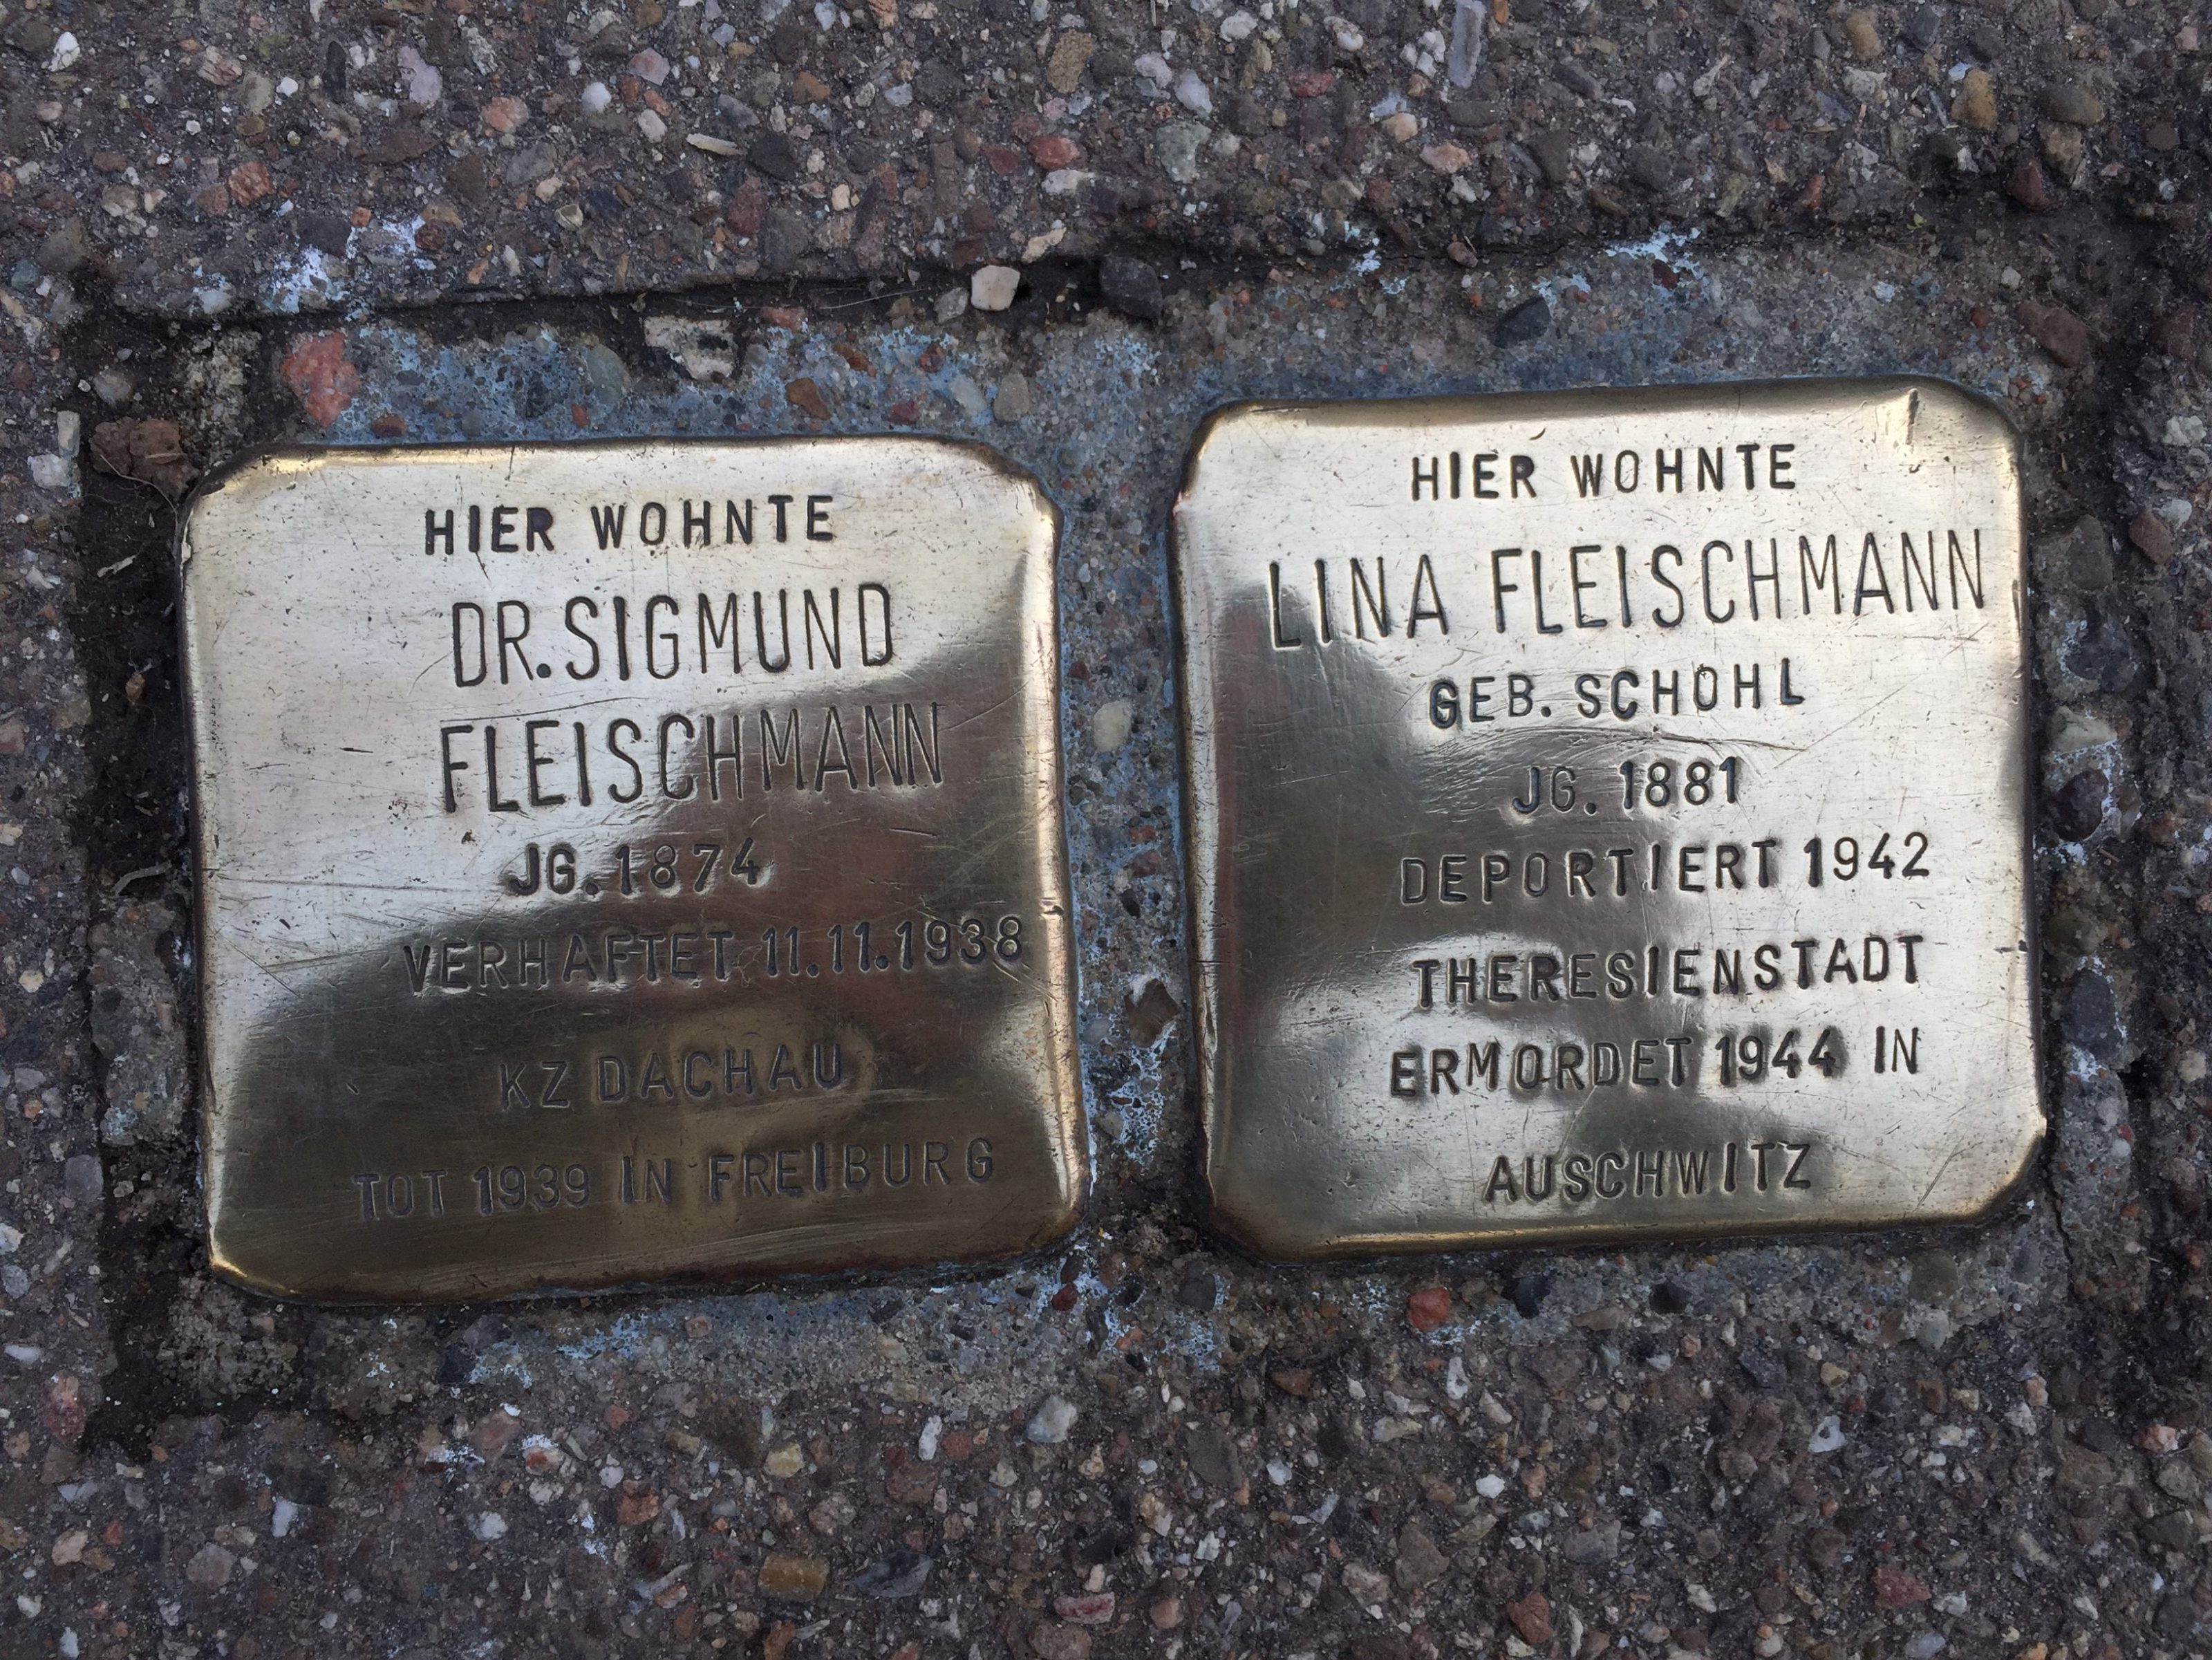 HIER WOHNTE
DR. SIGMUND
FLEISCHMANN
JG. 1874
VERHAFTET 11.11.1938
KZ DACHAU
TOT 1939 IN FREIBURG
HIER WOHNTE
LINA FLEISCHMANN
GEB. SCHOHL
JG. 1881
DEPORTIERT 1942
THERESIENSTADT
ERMORDET 1944 IN
AUSCHWITZ